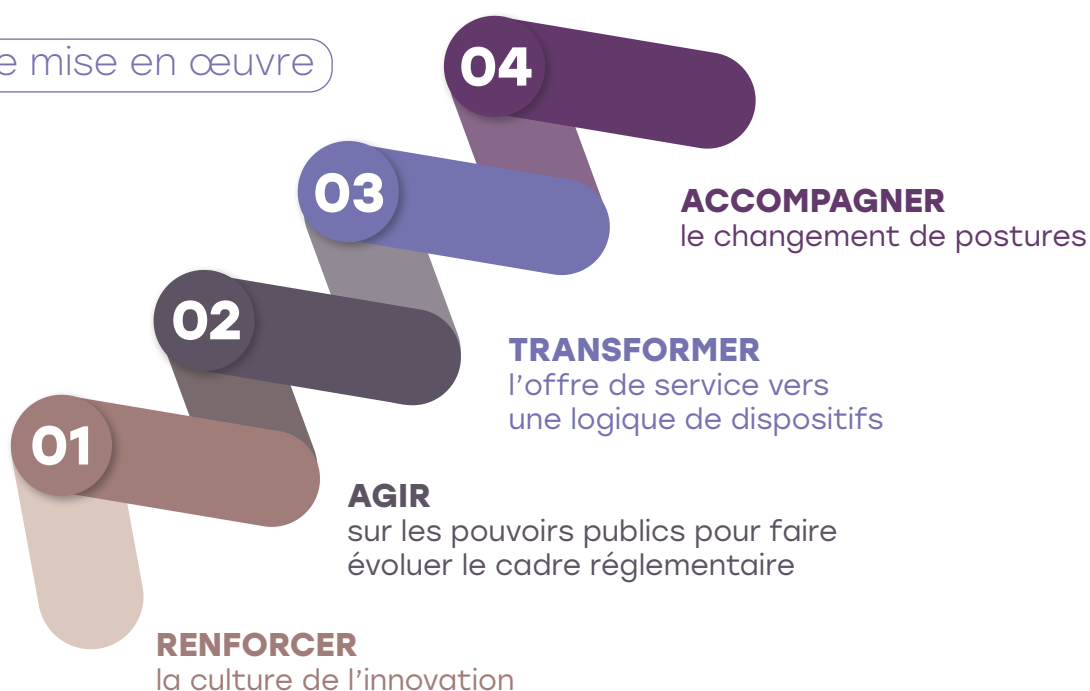 e mise en œuvre
04
ACCOMPAGNER
le changement de postures
03
TRANSFORMER
l'offre de service vers
une logique de dispositifs
02
AGIR
sur les pouvoirs publics pour faire
évoluer le cadre réglementaire
01
RENFORCER
la culture de l'innovation